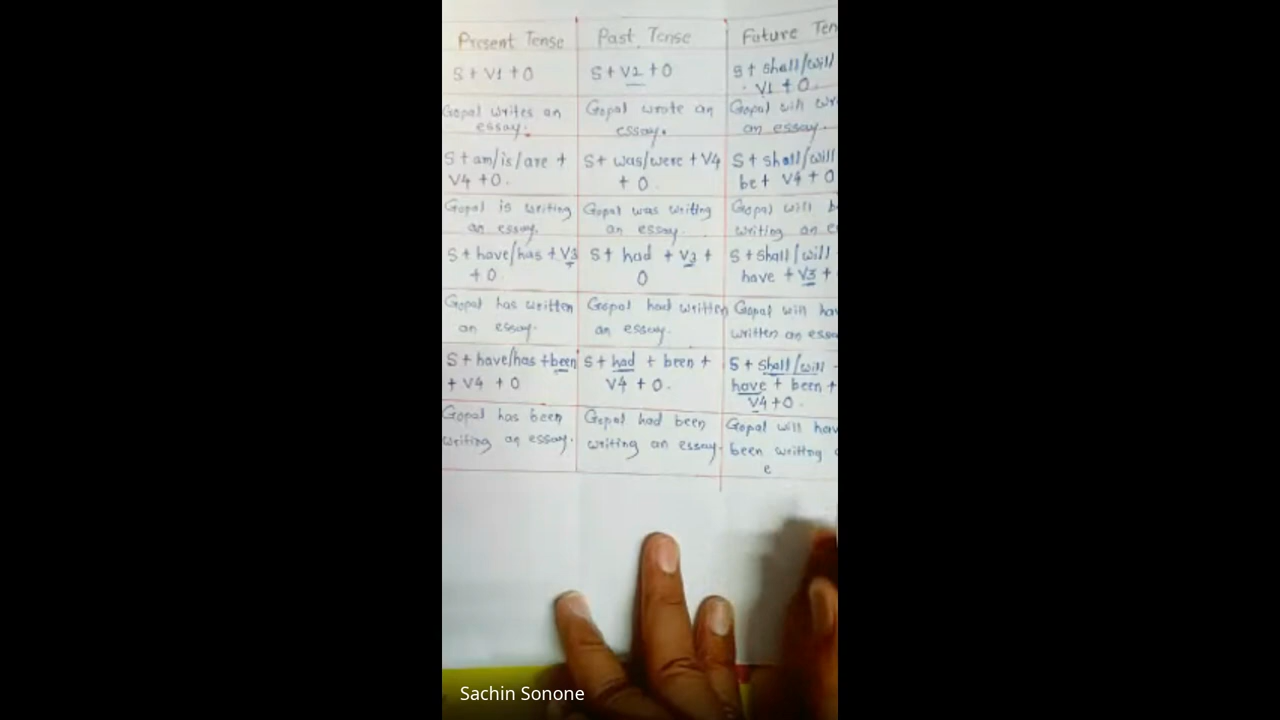 Present Tense
Past Tense
Future Ten
S + V1 + O
S + V2 + O
S + shall/will
V1 + O.
Gopal writes an
essay.
Gopal wrote an
essay.
Gopal will wr
an essay.
S + am/is/are +
V4 + O.
S + was/were + V4
+ O.
S + shall/will
be + V4 + O
Gopal is writing
an essay.
Gopal was writing
an essay.
Gopal will b
writing an e
S + have/has + V3
+ O
S + had + V3 +
O
S + shall/will
have + V3 +
Gopal has written
an essay.
Gopal had written
an essay.
Gopal will hav
written an essa
S + have/has + been
+ V4 + O
S + had + been +
V4 + O.
S + shall/will
have + been +
V4 + O.
Gopal has been
writing an essay.
Gopal had been
writing an essay.
Gopal will hav
been writing
e
Sachin Sonone